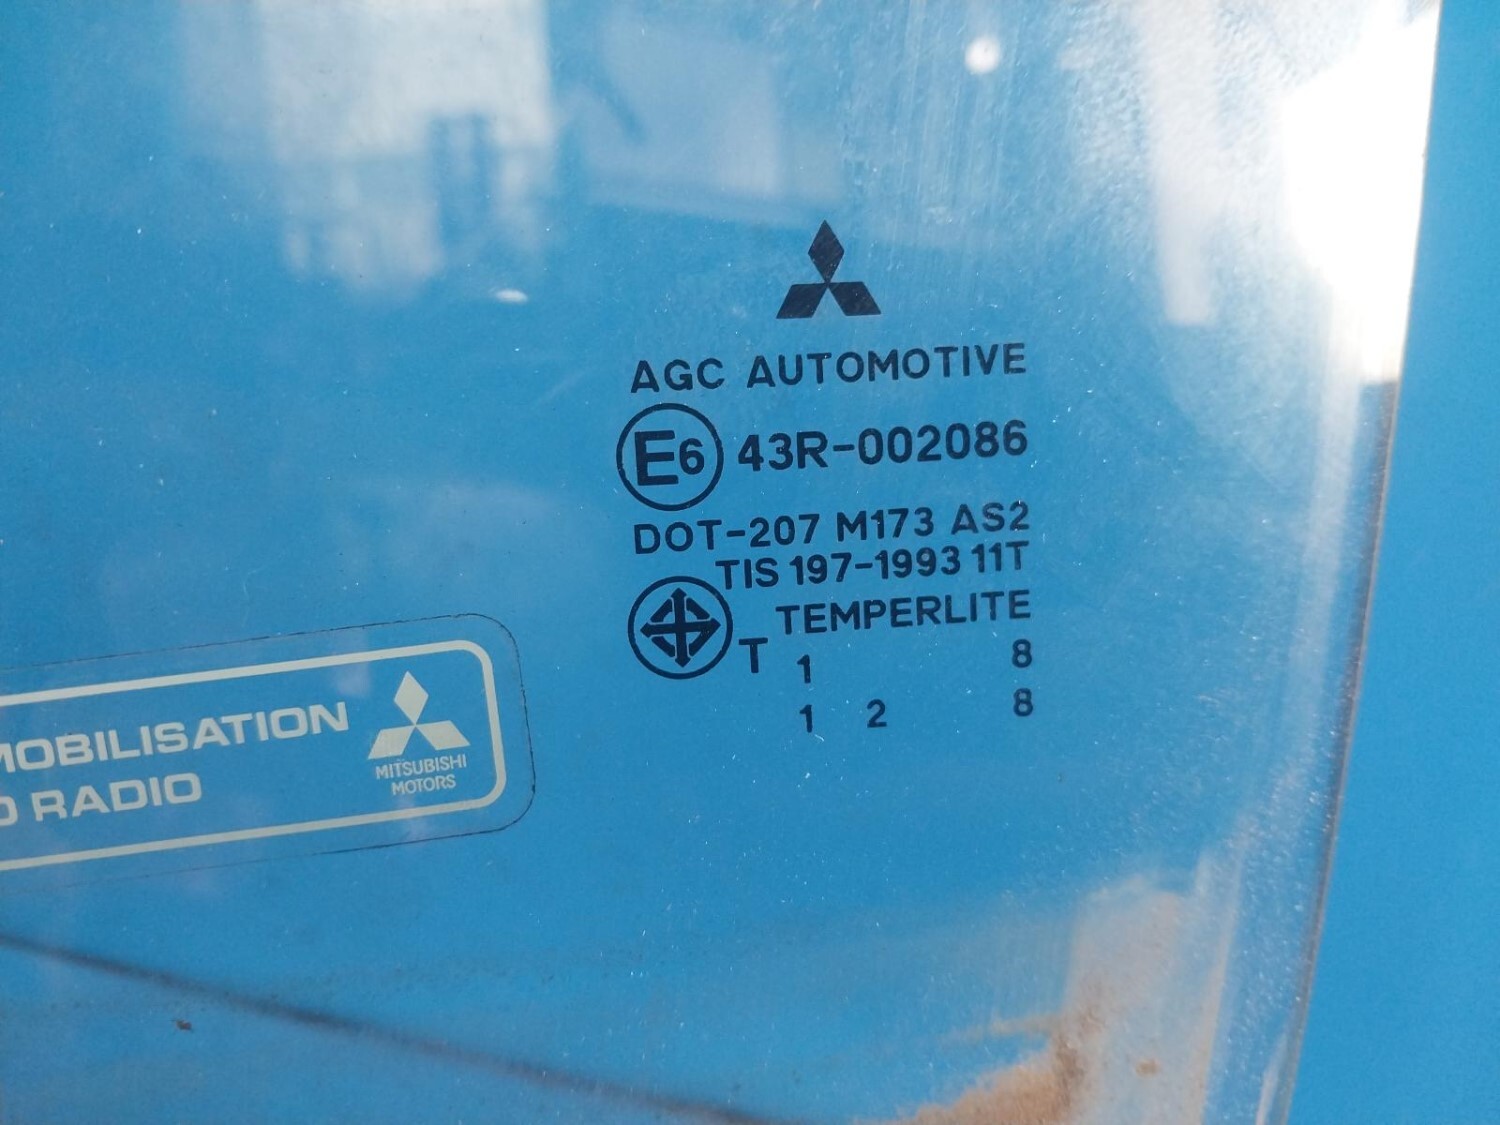 AGC AUTOMOTIVE
E6 43R-002086
DOT-207 M173 AS2
TIS 197-1993 11T
TEMPERLITE
T 1 8
1 2 8
MOBILISATION
RADIO
MITSUBISHI
MOTORS